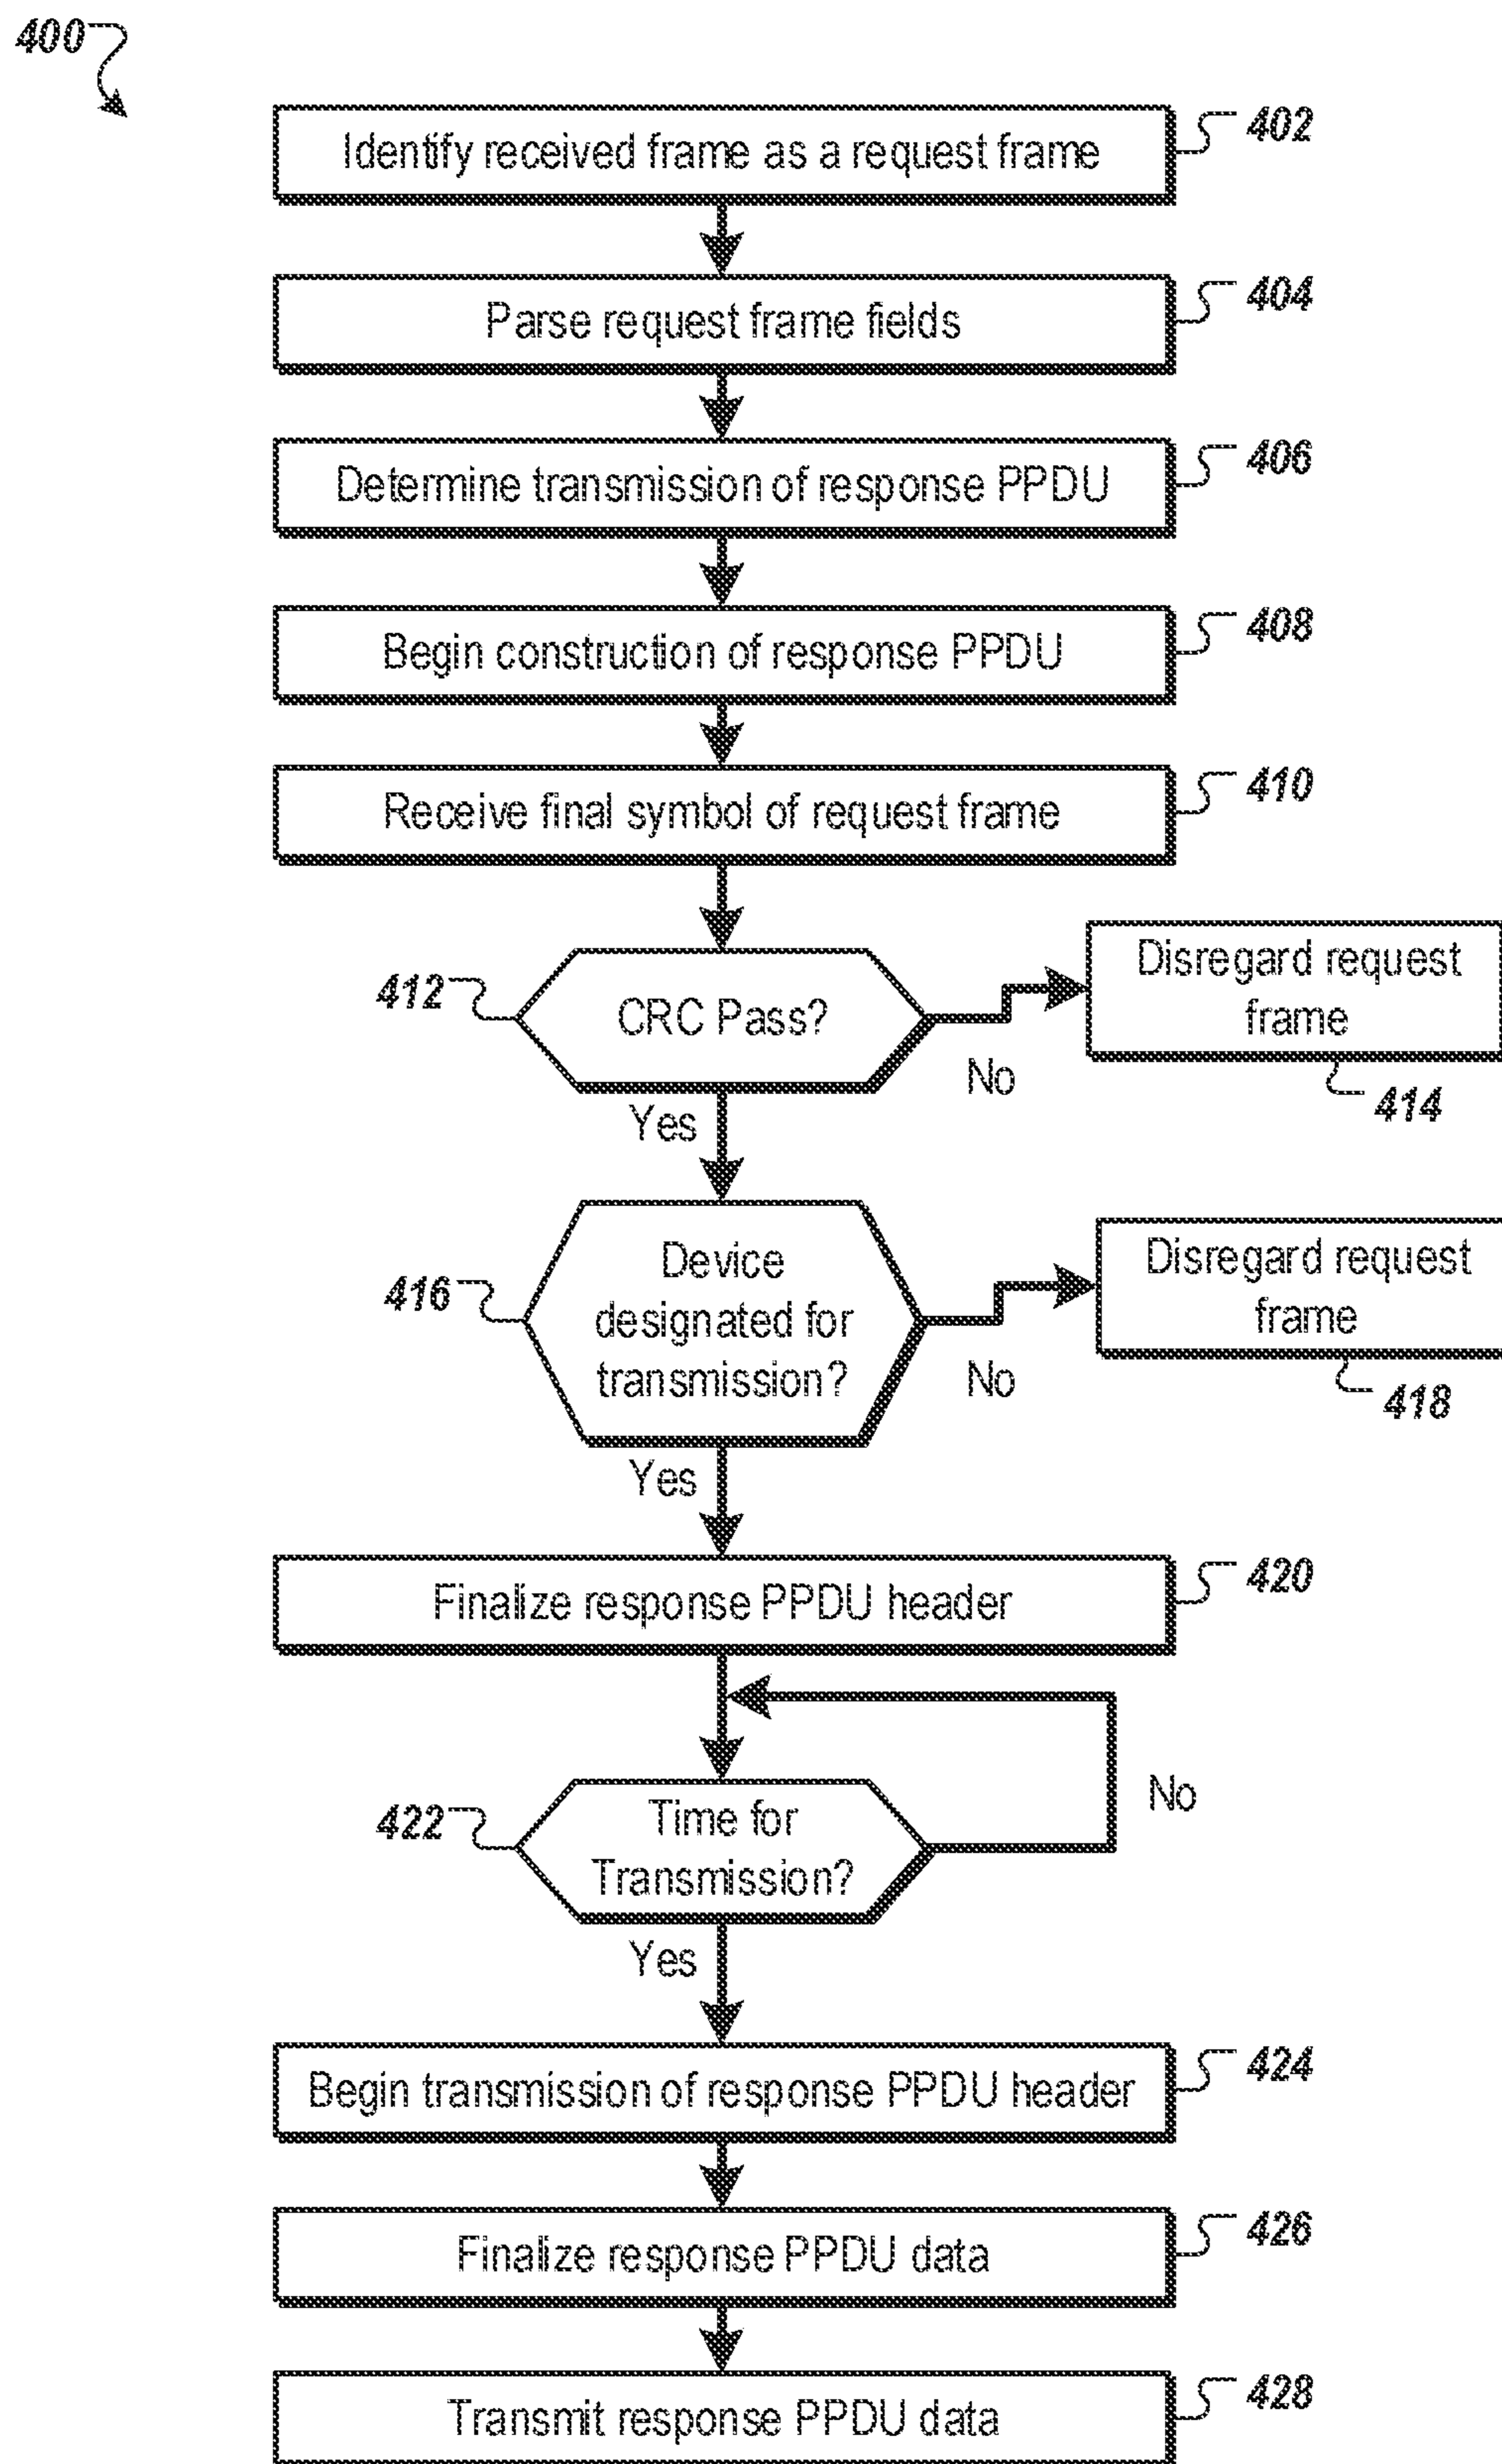 400
Identify received frame as a request frame
402
Parse request frame fields
404
Determine transmission of response PPDU
406
Begin construction of response PPDU
408
Receive final symbol of request frame
410
412
CRC Pass?
No
Disregard request
frame
414
Yes
416
Device
designated for
transmission?
No
Disregard request
frame
418
Yes
Finalize response PPDU header
420
422
Time for
Transmission?
No
Yes
Begin transmission of response PPDU header
424
Finalize response PPDU data
426
Transmit response PPDU data
428